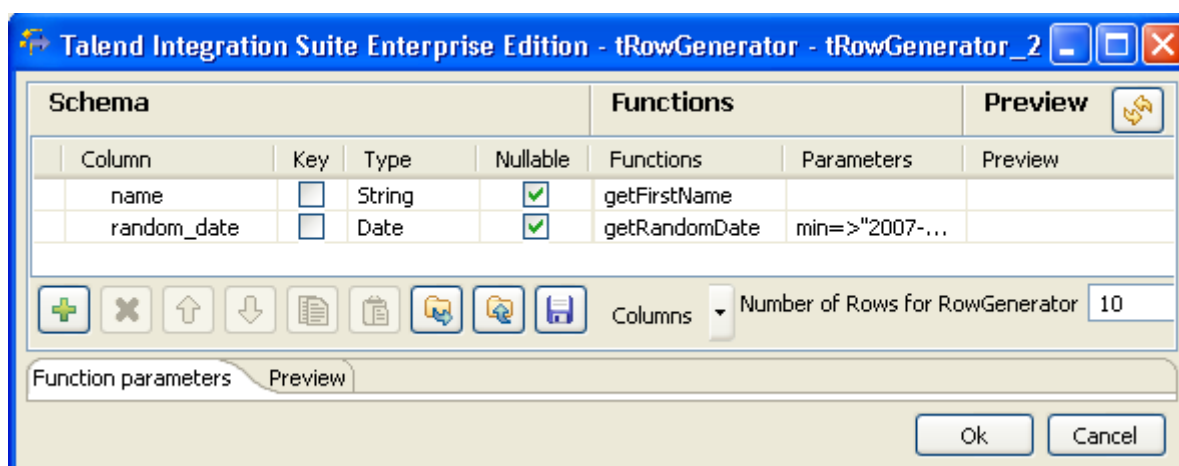 Talend Integration Suite Enterprise Edition - tRowGenerator - tRowGenerator_2
Schema Functions Preview
Column Key Type Nullable Functions Parameters Preview
name String getFirstName
random_date Date getRandomDate min=>"2007-...
Columns Number of Rows for RowGenerator 10
Function parameters Preview
Ok Cancel